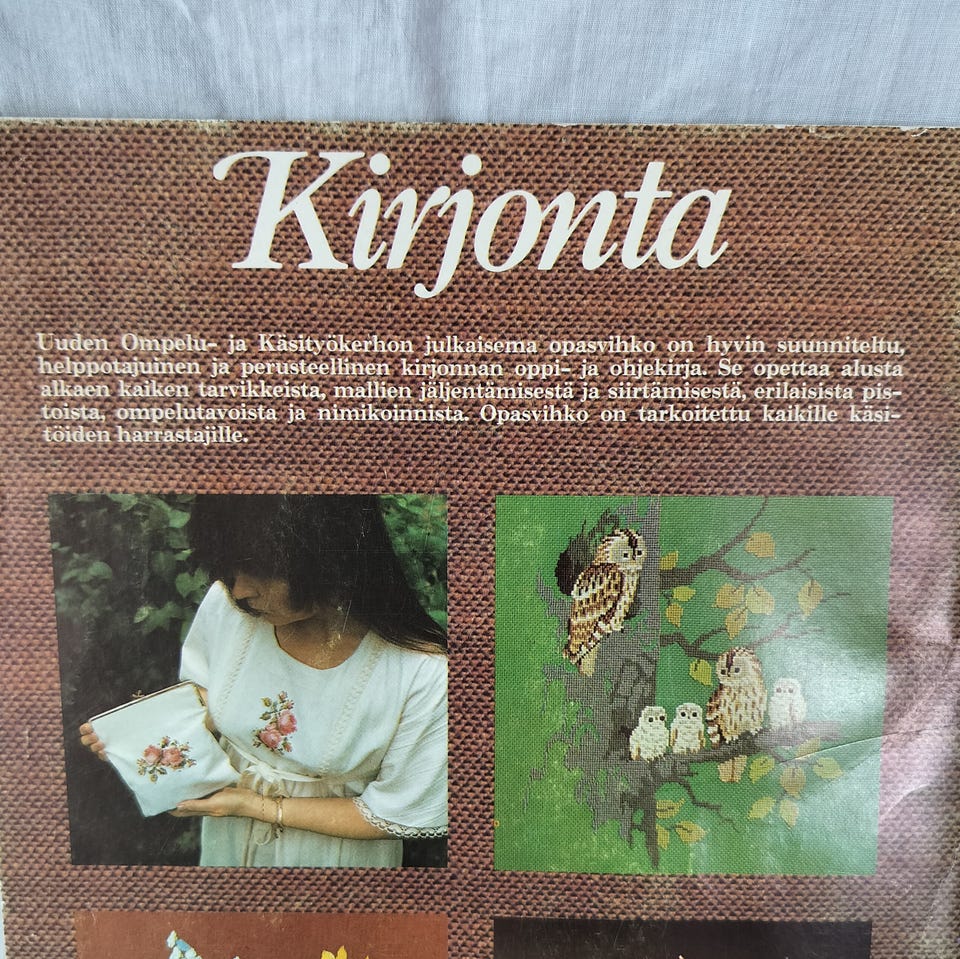 Kirjonta
Uuden Ompelu- ja Käsityökerhon julkaisema opasvihko on hyvin suunniteltu,
helppotajuinen ja perusteellinen kirjonnan oppi- ja ohjekirja. Se opettaa alusta
alkaen kaiken tarvikkeista, mallien jäljentämisestä ja siirtämisestä, erilaisista pis-
toista, ompelutavoista ja nimikoinnista. Opasvihko on tarkoitettu kaikille käsi-
töiden harrastajille.